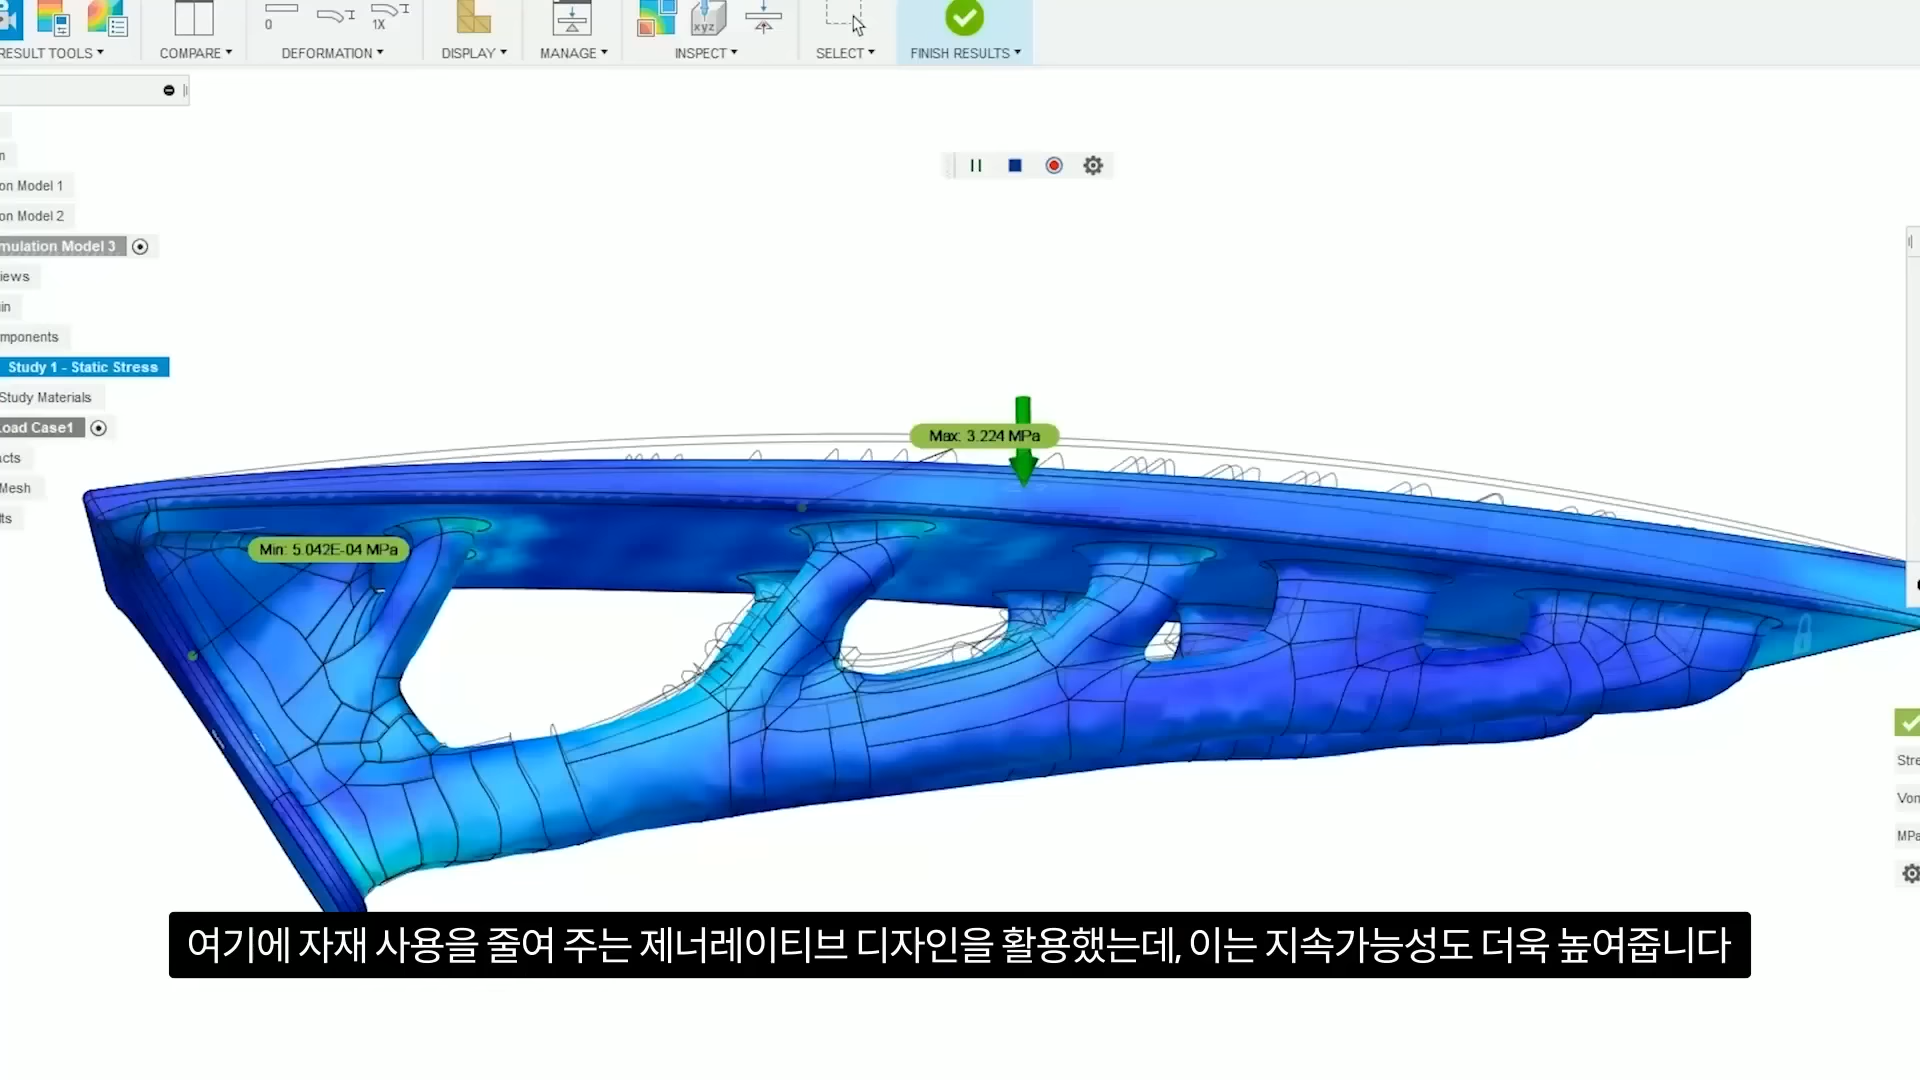 RESULT TOOLS
COMPARE
0
1X
DEFORMATION
DISPLAY
MANAGE
xyz
INSPECT
SELECT
FINISH RESULTS
n
on Model 1
on Model 2
mulation Model 3
iews
in
mponents
Study 1 - Static Stress
Study Materials
Load Case1
acts
Mesh
lts
Max: 3.224 MPa
Min: 5.042E-04 MPa
Stre
Von
MPa
여기에 자재 사용을 줄여 주는 제너레이티브 디자인을 활용했는데, 이는 지속가능성도 더욱 높여줍니다